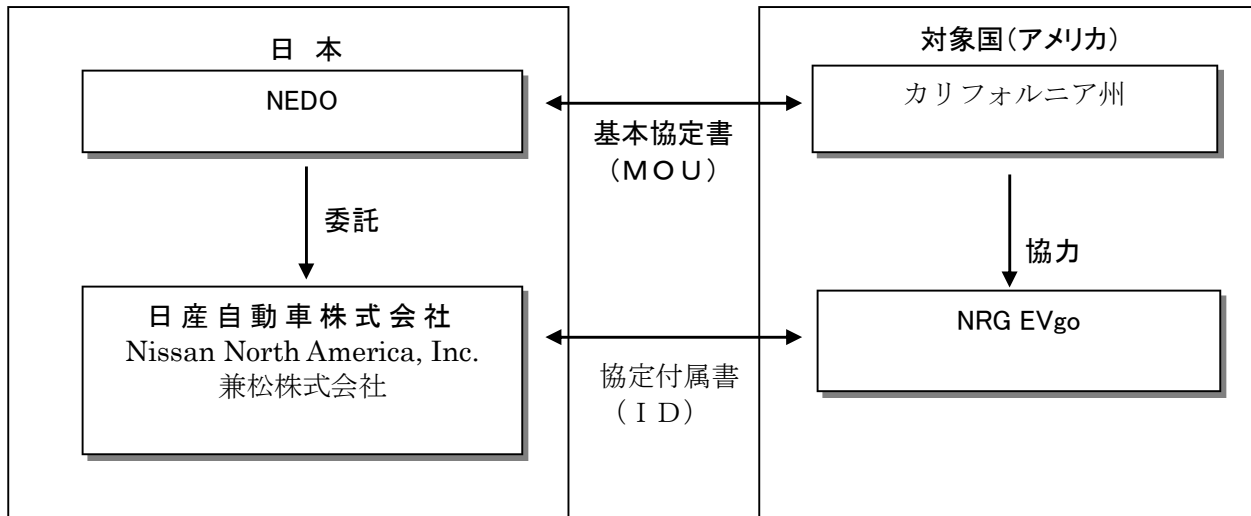 日 本
NEDO
委託
日産自動車株式会社
Nissan North America, Inc.
兼松株式会社
基本協定書
（ＭＯＵ）
協定付属書
（ＩＤ）
対象国（アメリカ）
カリフォルニア州
協力
NRG EVgo